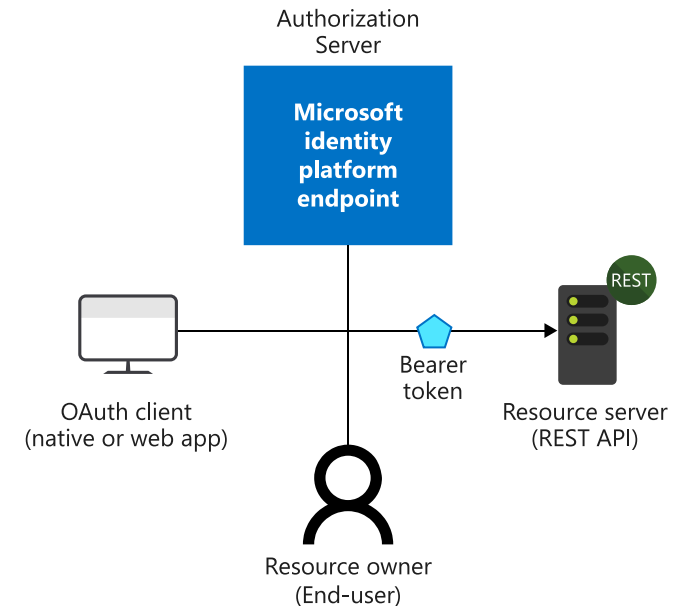 Authorization
Server
Microsoft
identity
platform
endpoint
REST
Bearer
token
OAuth client
(native or web app)
Resource server
(REST API)
Resource owner
(End-user)